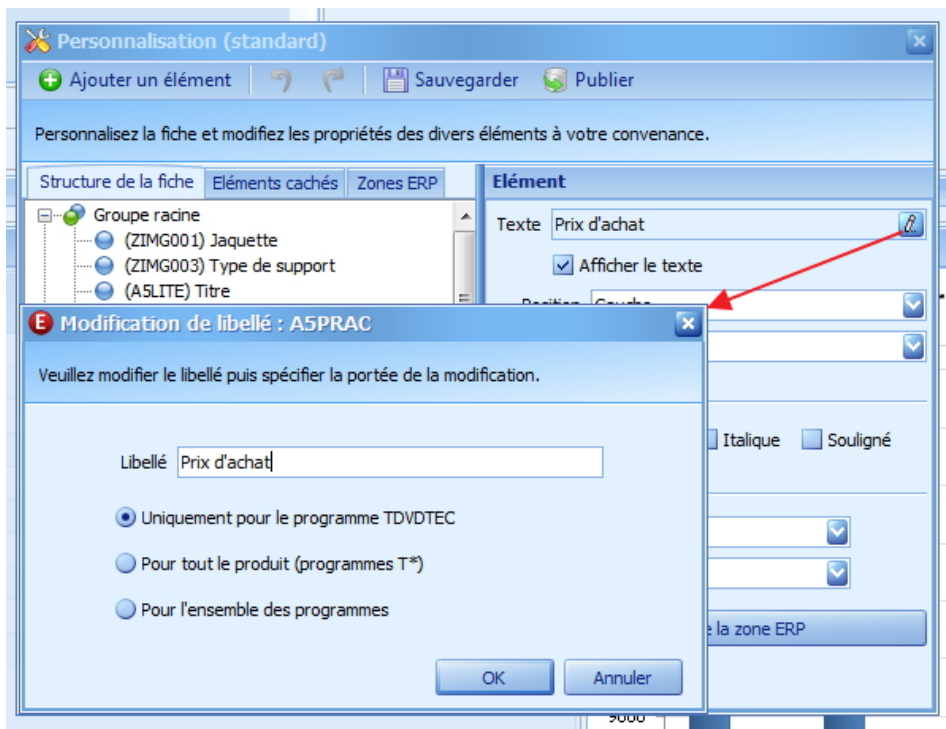 Personnalisation (standard)
Ajouter un élément Sauvegarder Publier
Personnalisez la fiche et modifiez les propriétés des divers éléments à votre convenance.
Structure de la fiche Eléments cachés Zones ERP
Elément
Groupe racine
(ZIMG001) Jaquette
(ZIMG003) Type de support
(A5LITE) Titre
Texte Prix d'achat
Afficher le texte
Modification de libellé : A5PRAC
Veuillez modifier le libellé puis spécifier la portée de la modification.
Libellé Prix d'achat
Uniquement pour le programme TDVDTEC
Pour tout le produit (programmes T*)
Pour l'ensemble des programmes
OK Annuler
Italique Souligné
la zone ERP
9000